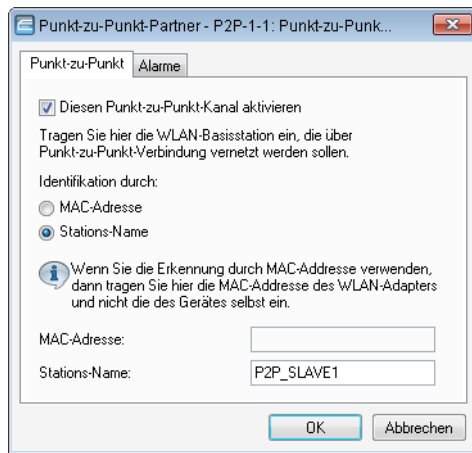 Punkt-zu-Punkt-Partner - P2P-1-1: Punkt-zu-Punk...
Punkt-zu-Punkt Alarme
Diesen Punkt-zu-Punkt-Kanal aktivieren
Tragen Sie hier die WLAN-Basisstation ein, die über
Punkt-zu-Punkt-Verbindung vernetzt werden sollen.
Identifikation durch:
MAC-Adresse
Stations-Name
Wenn Sie die Erkennung durch MAC-Addresse verwenden,
dann tragen Sie hier die MAC-Addresse des WLAN-Adapters
und nicht die des Gerätes selbst ein.
MAC-Adresse:
Stations-Name: P2P_SLAVE1
OK Abbrechen